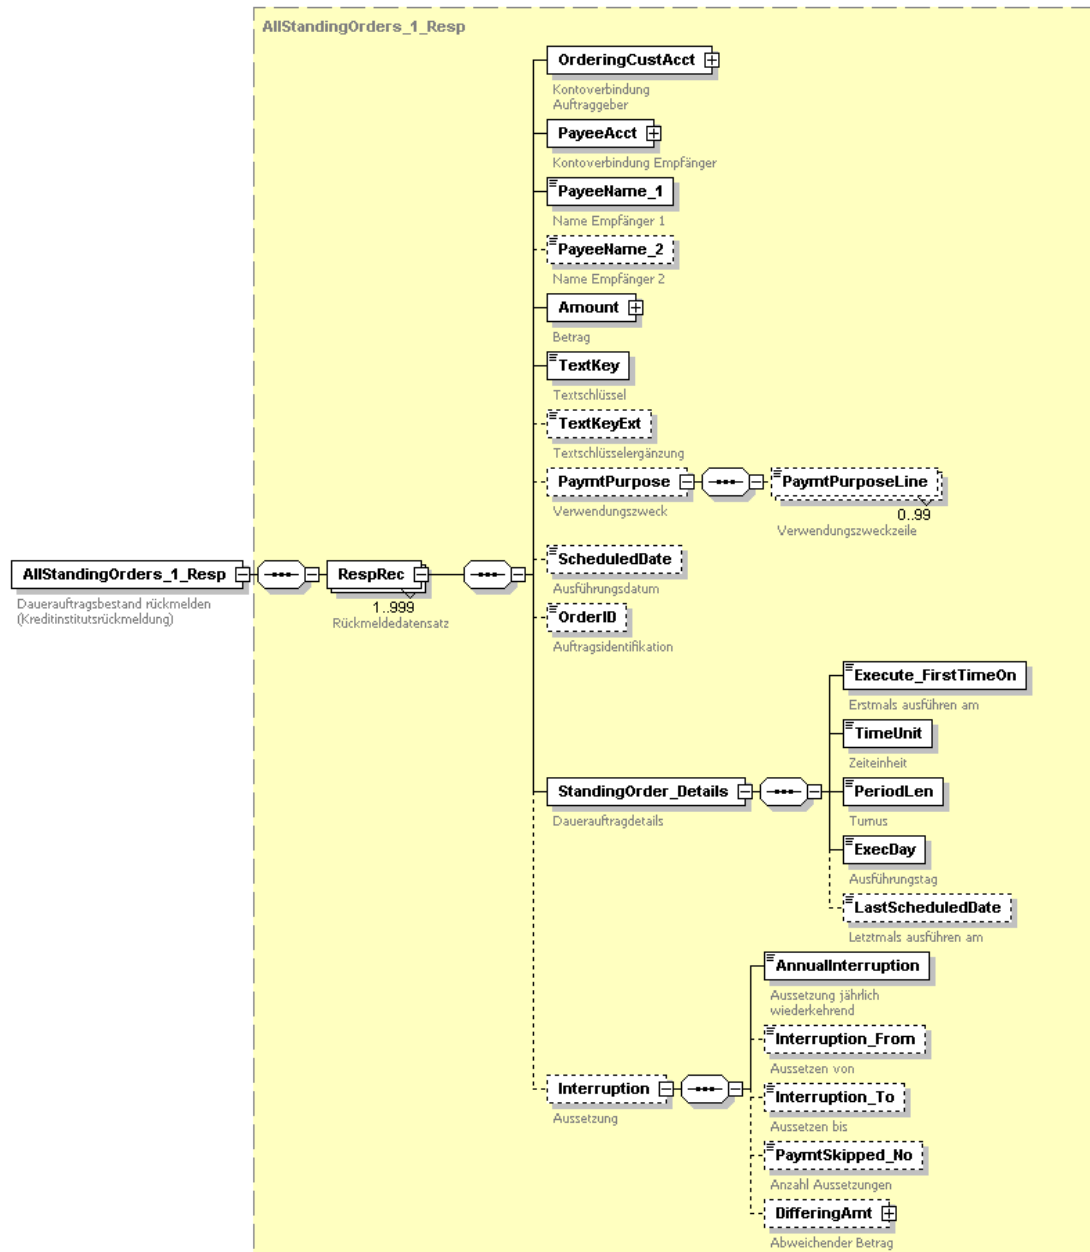 AllStandingOrders_1_Resp
OrderingCustAcct
Kontoverbindung
Auftraggeber
PayeeAcct
Kontoverbindung Empfänger
PayeeName_1
Name Empfänger 1
PayeeName_2
Name Empfänger 2
Amount
Betrag
TextKey
Textschlüssel
TextKeyExt
Textschlüsselergänzung
PaymtPurpose
Verwendungszweck
PaymtPurposeLine
0..99
Verwendungszweckzeile
AllStandingOrders_1_Resp
Dauerauftragsbestand rückmelden
(Kreditinstitutsrückmeldung)
RespRec
1..999
Rückmeldedatensatz
ScheduledDate
Ausführungsdatum
OrderID
Auftragsidentifikation
StandingOrder_Details
Dauerauftragdetails
Execute_FirstTimeOn
Erstmals ausführen am
TimeUnit
Zeiteinheit
PeriodLen
Turnus
ExecDay
Ausführungstag
LastScheduledDate
Letztmals ausführen am
Interruption
Aussetzung
AnnualInterruption
Aussetzung jährlich
wiederkehrend
Interruption_From
Aussetzen von
Interruption_To
Aussetzen bis
PaymtSkipped_No
Anzahl Aussetzungen
DifferingAmt
Abweichender Betrag